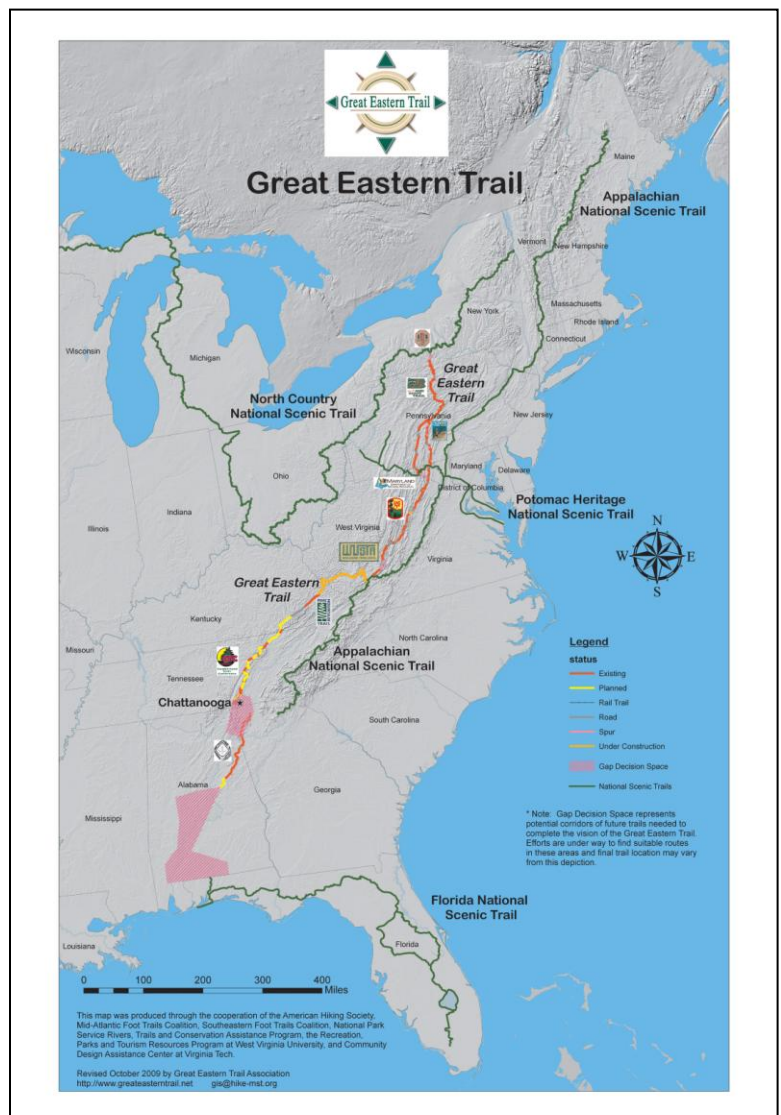 Great Eastern Trail
Great Eastern Trail
Maine
Appalachian
National Scenic Trail
Vermont
New Hampshire
Massachusetts
New York
Rhode Island
Connecticut
Wisconsin
Michigan
Great
Eastern
Trail
North Country
National Scenic Trail
Pennsylvania
New Jersey
Ohio
Maryland
Delaware
District of Columbia
MARYLAND
Indiana
Illinois
West Virginia
Potomac Heritage
National Scenic Trail
Virginia
N
W
E
S
Great Eastern
Trail
Kentucky
North Carolina
Missouri
Appalachian
National Scenic Trail
Tennessee
Chattanooga
South Carolina
Legend
status
Existing
Planned
Rail Trail
Road
Spur
Under Construction
Gap Decision Space
National Scenic Trails
Alabama
Georgia
Mississippi
* Note: Gap Decision Space represents
potential corridors of future trails needed to
complete the vision of the Great Eastern Trail.
Efforts are under way to find suitable routes
in these areas and final trail location may vary
from this depiction.
Florida National
Scenic Trail
Louisiana
Florida
0 100 200 300 400
Miles
This map was produced through the cooperation of the American Hiking Society,
Mid-Atlantic Foot Trails Coalition, Southeastern Foot Trails Coalition, National Park
Service Rivers, Trails and Conservation Assistance Program, the Recreation,
Parks and Tourism Resources Program at West Virginia University, and Community
Design Assistance Center at Virginia Tech.
Revised October 2009 by Great Eastern Trail Association
http://www.greateasterntrail.net gis@hike-mst.org